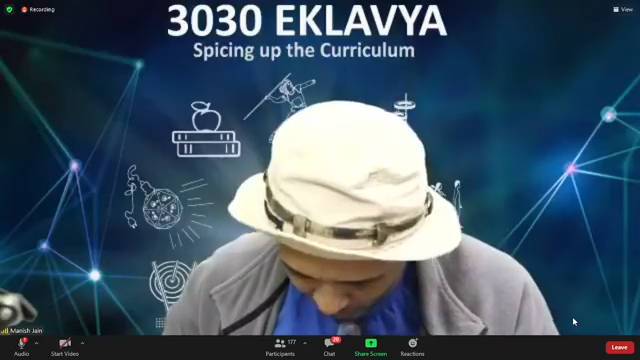 Recording
View
3030 EKLAVYA
Spicing up the Curriculum
Manish Jain
Audio
Start Video
Participants
177
Chat
Share Screen
Reactions
Leave